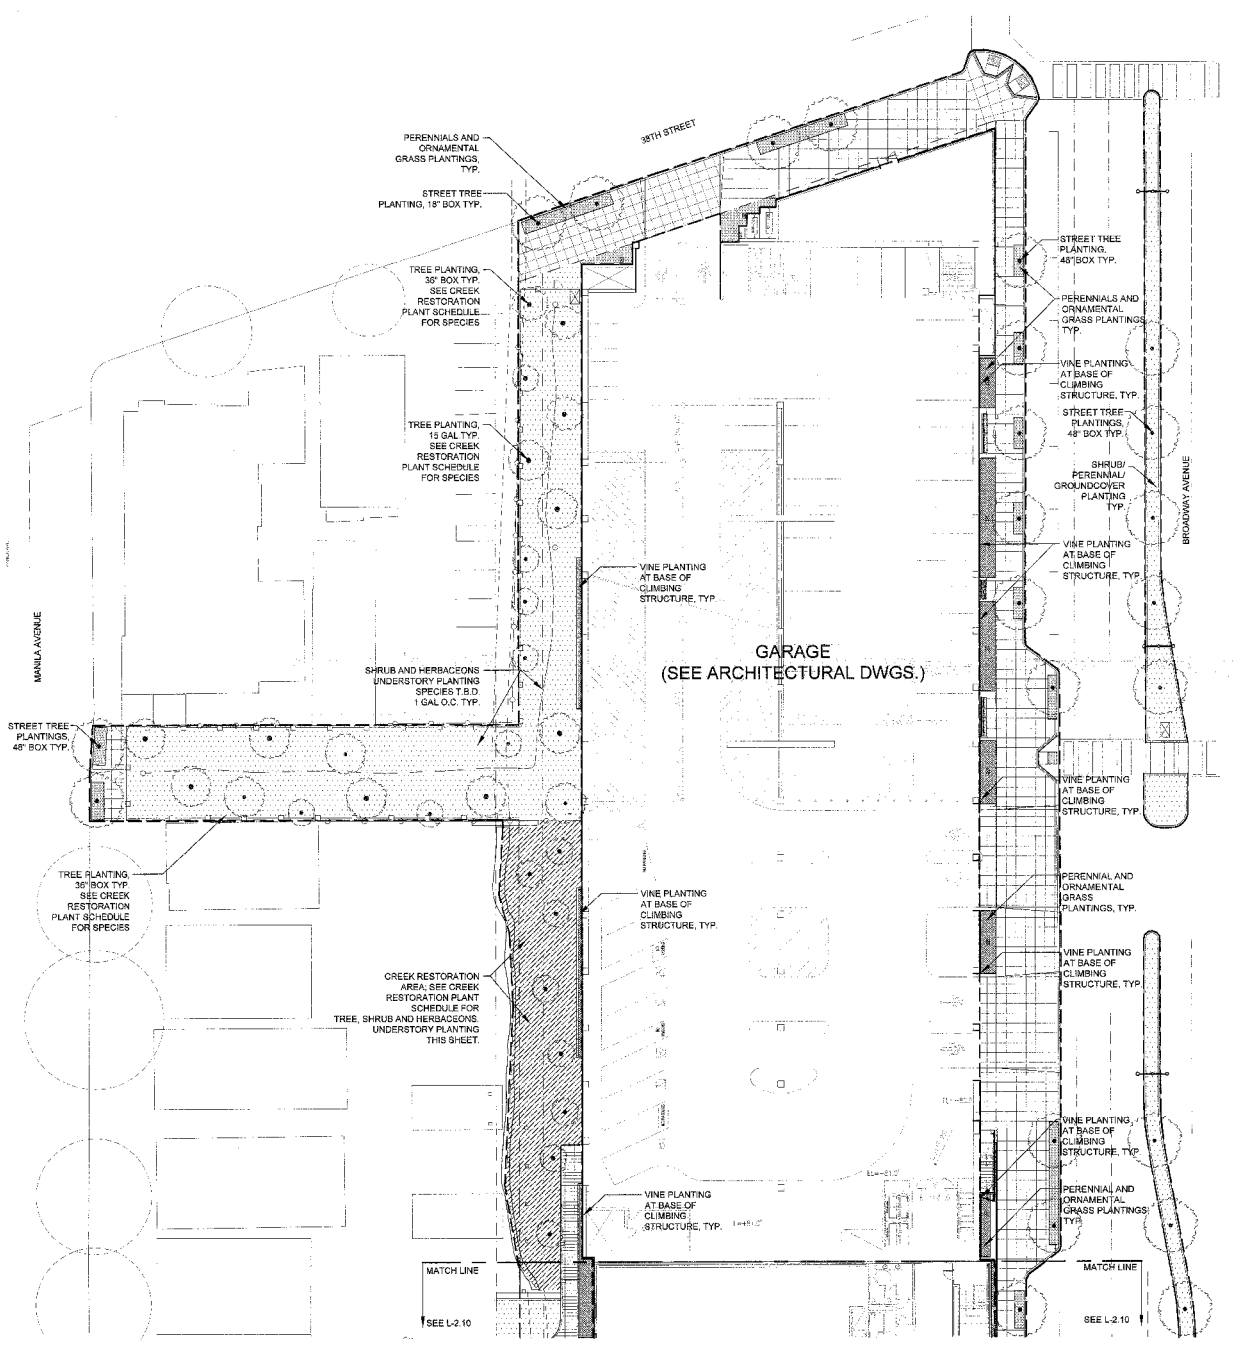 38TH STREET
PERENNIALS AND
ORNAMENTAL
GRASS PLANTINGS,
TYP.
STREET TREE
PLANTING, 18" BOX TYP.
TREE PLANTING,
36" BOX TYP.
SEE CREEK
RESTORATION
PLANT SCHEDULE
FOR SPECIES
TREE PLANTING,
15 GAL TYP.
SEE CREEK
RESTORATION
PLANT SCHEDULE
FOR SPECIES
STREET TREE
PLANTING,
48" BOX TYP.
PERENNIALS AND
ORNAMENTAL
GRASS PLANTINGS
TYP.
VINE PLANTING
AT BASE OF
CLIMBING
STRUCTURE, TYP.
STREET TREE
PLANTINGS,
48" BOX TYP.
SHRUB/
PERENNIAL/
GROUNDCOVER
PLANTING
TYP.
BROADWAY AVENUE
VINE PLANTING
AT BASE OF
CLIMBING
STRUCTURE, TYP.
VINE PLANTING
AT BASE OF
CLIMBING
STRUCTURE, TYP.
MANILA AVENUE
GARAGE
(SEE ARCHITECTURAL DWGS.)
SHRUB AND HERBACEONS
UNDERSTORY PLANTING
SPECIES T.B.D.
1 GAL O.C. TYP.
STREET TREE
PLANTINGS,
48" BOX TYP.
VINE PLANTING
AT BASE OF
CLIMBING
STRUCTURE, TYP.
TREE PLANTING,
36" BOX TYP.
SEE CREEK
RESTORATION
PLANT SCHEDULE
FOR SPECIES
VINE PLANTING
AT BASE OF
CLIMBING
STRUCTURE, TYP.
PERENNIAL AND
ORNAMENTAL
GRASS
PLANTINGS, TYP.
VINE PLANTING
AT BASE OF
CLIMBING
STRUCTURE, TYP.
CREEK RESTORATION
AREA; SEE CREEK
RESTORATION PLANT
SCHEDULE FOR
TREE, SHRUB AND HERBACEONS.
UNDERSTORY PLANTING
THIS SHEET.
VINE PLANTING
AT BASE OF
CLIMBING
STRUCTURE, TYP.
VINE PLANTING
AT BASE OF
CLIMBING
STRUCTURE, TYP.
PERENNIAL AND
ORNAMENTAL
GRASS PLANTINGS
TYP.
MATCH LINE
SEE L-2.10
MATCH LINE
SEE L-2.10